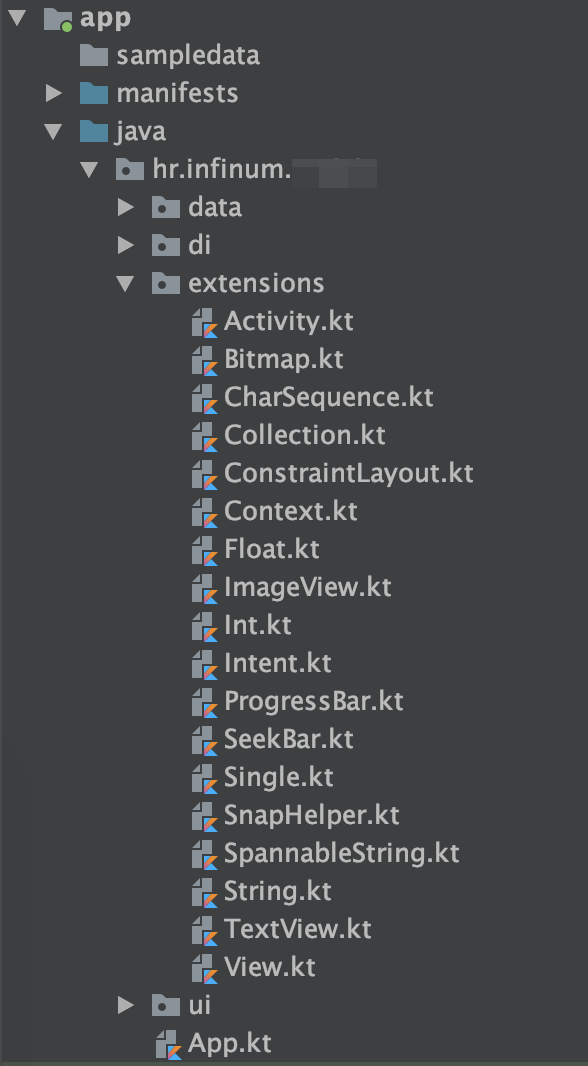 app
sampledata
manifests
java
hr.infinum.
data
di
extensions
Activity.kt
Bitmap.kt
CharSequence.kt
Collection.kt
ConstraintLayout.kt
Context.kt
Float.kt
ImageView.kt
Int.kt
Intent.kt
ProgressBar.kt
SeekBar.kt
Single.kt
SnapHelper.kt
SpannableString.kt
String.kt
TextView.kt
View.kt
ui
App.kt